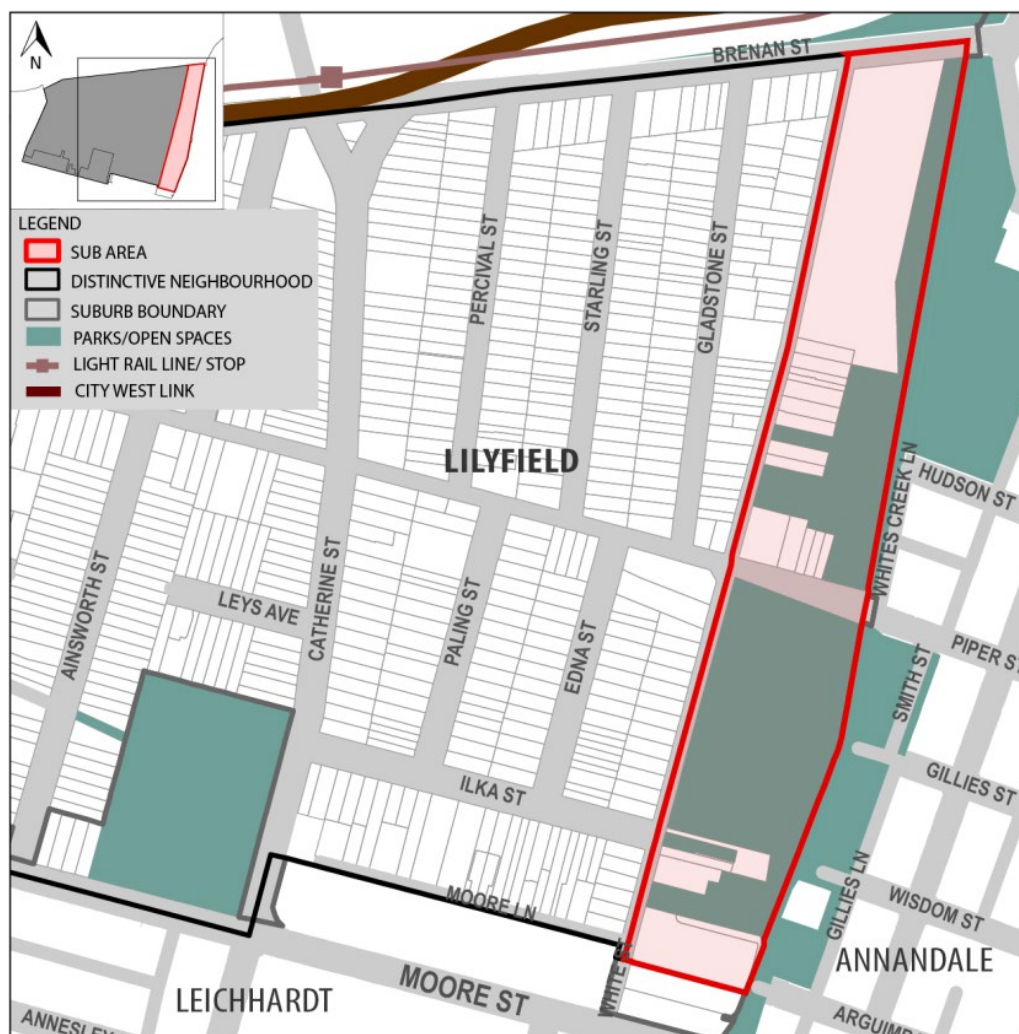 N
BRENAN ST
LEGEND
SUB AREA
DISTINCTIVE NEIGHBOURHOOD
SUBURB BOUNDARY
PARKS/OPEN SPACES
LIGHT RAIL LINE/ STOP
CITY WEST LINK
PERCIVAL ST
STARLING ST
GLADSTONE ST
LILYFIELD
HUDSON ST
WHITES CREEK LN
AINSWORTH ST
LEYS AVE
CATHERINE ST
PALING ST
EDNA ST
PIPER ST
SMITH ST
GILLIES ST
ILKA ST
MOORE LN
GILLIES LN
WISDOM ST
WHITE
ANNANDALE
LEICHHARDT
MOORE ST
ANNESLEY
ARGUIM